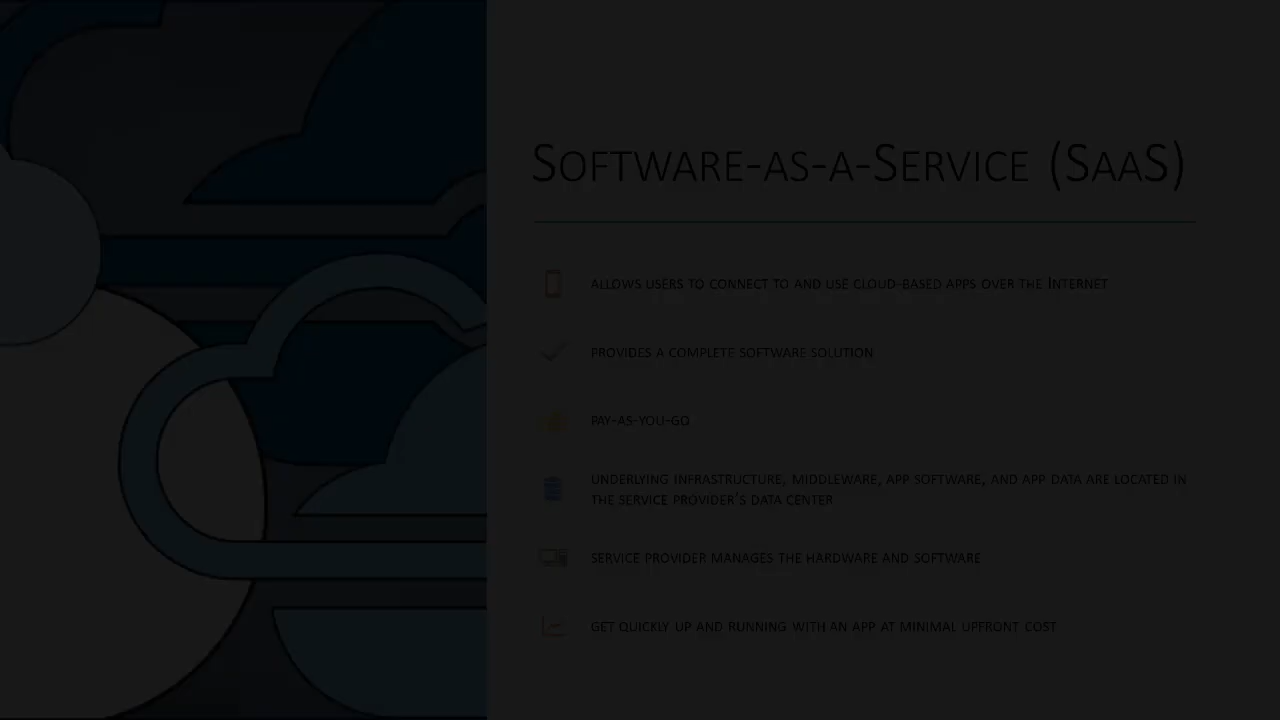 Software-as-a-Service (SaaS)
allows users to connect to and use cloud-based apps over the Internet
provides a complete software solution
pay-as-you-go
underlying infrastructure, middleware, app software, and app data are located in
the service provider's data center
service provider manages the hardware and software
get quickly up and running with an app at minimal upfront cost